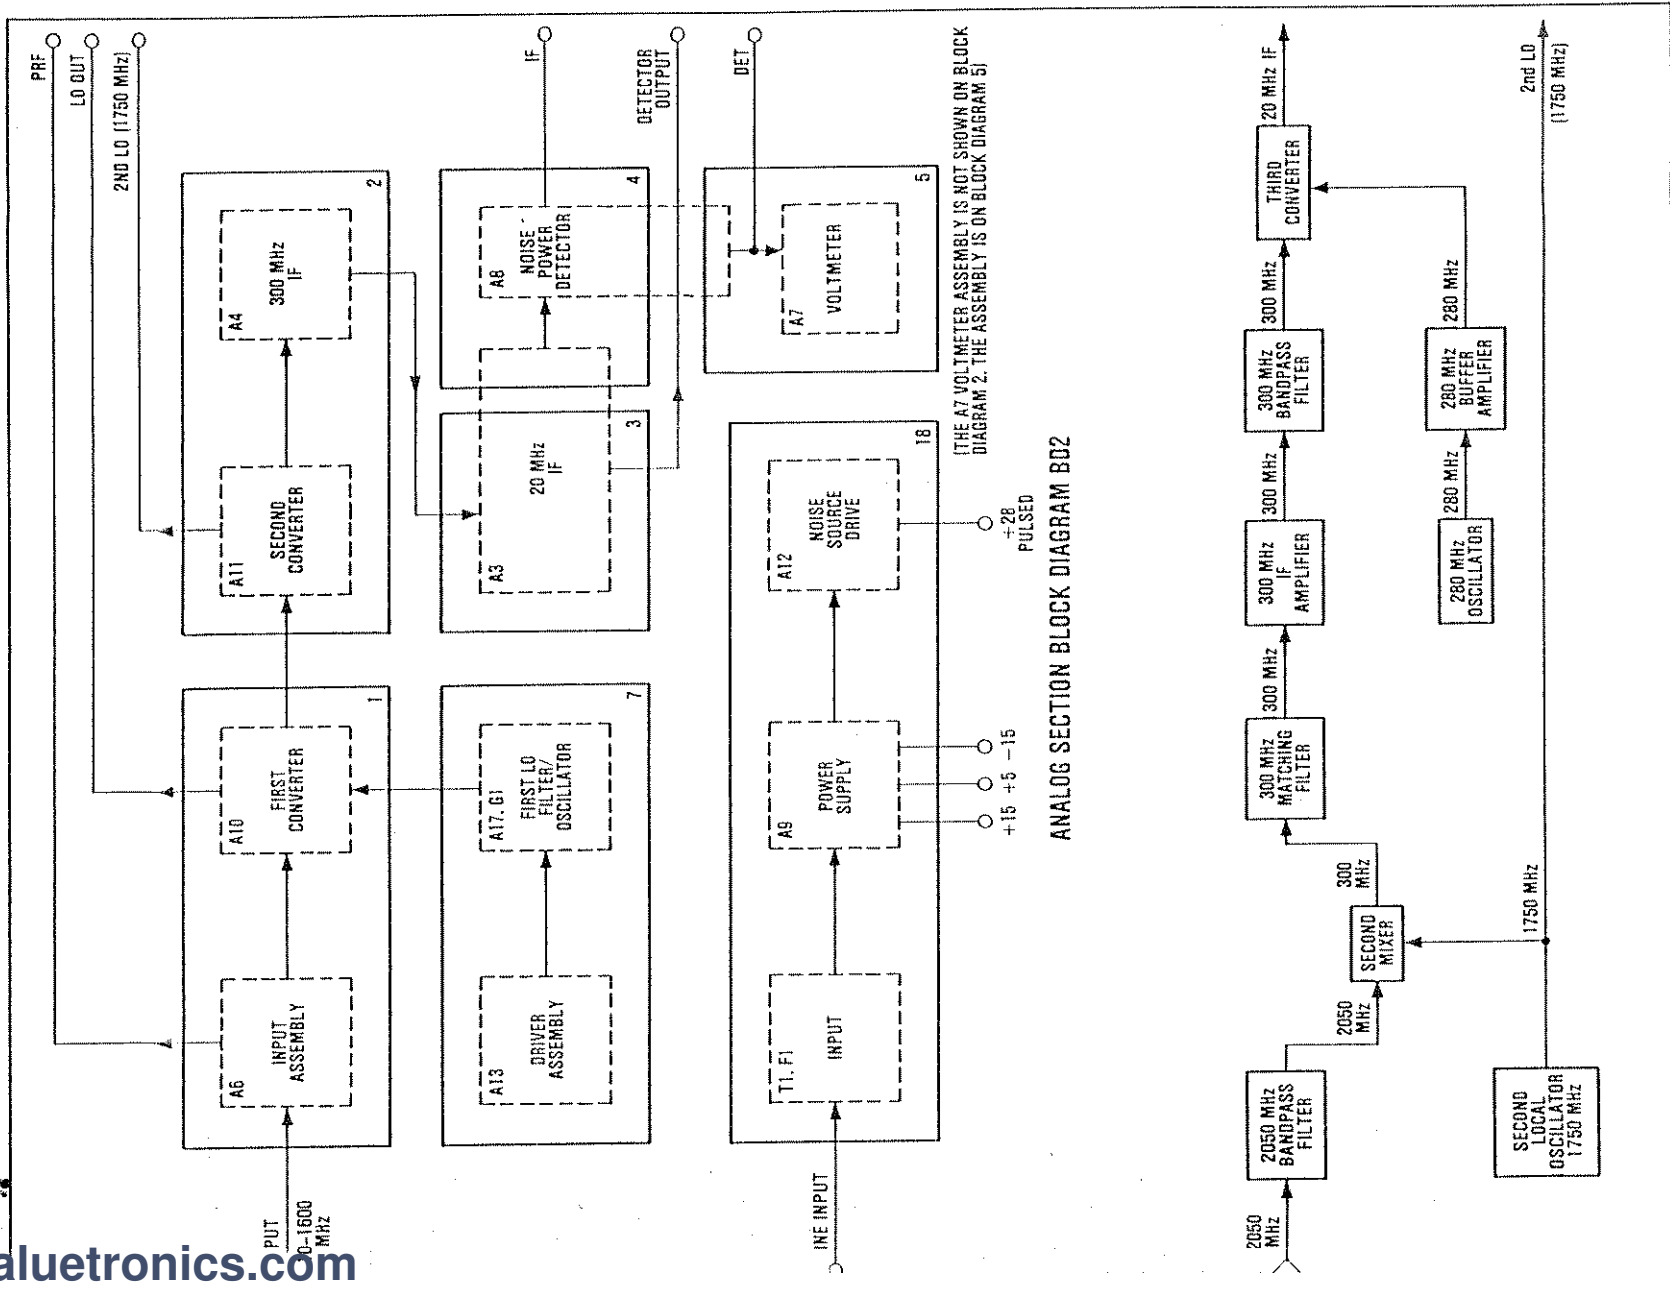 PRF
LO OUT
2ND LO (1750 MHz)
IF
DETECTOR
OUTPUT
DET
2
A4
300 MHz
IF
A11
SECOND
CONVERTER
4
A8
NOISE
POWER
DETECTOR
5
A7
VOLTMETER
3
A3
20 MHz
IF
(THE A7 VOLTMETER ASSEMBLY IS NOT SHOWN ON BLOCK
DIAGRAM 2. THE ASSEMBLY IS ON BLOCK DIAGRAM 5)
1
A10
FIRST
CONVERTER
A6
INPUT
ASSEMBLY
PUT
0-1600
MHz
7
A17, G1
FIRST LO
FILTER/
OSCILLATOR
A13
DRIVER
ASSEMBLY
18
A12
NOISE
SOURCE
DRIVE
+28
PULSED
A9
POWER
SUPPLY
+15 +5 -15
T1, F1
INPUT
INE INPUT
ANALOG SECTION BLOCK DIAGRAM BD2
2050
MHz
2050 MHz
BANDPASS
FILTER
2050
MHz
SECOND
MIXER
300
MHz
300 MHz
MATCHING
FILTER
300 MHz
300 MHz
IF
AMPLIFIER
300 MHz
300 MHz
BANDPASS
FILTER
300 MHz
THIRD
CONVERTER
20 MHz IF
280 MHz
OSCILLATOR
280 MHz
280 MHz
BUFFER
AMPLIFIER
280 MHz
SECOND
LOCAL
OSCILLATOR
1750 MHz
1750 MHz
2nd LO
(1750 MHz)
aluetronics.com